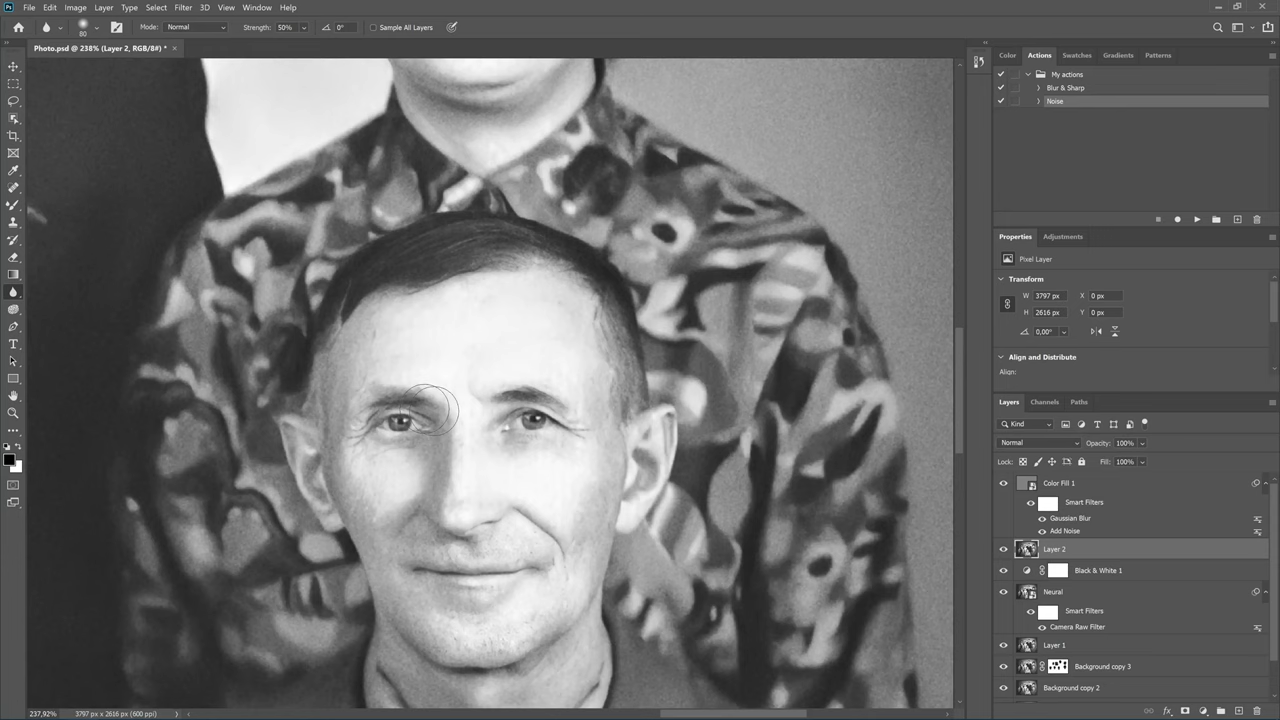 Ps File Edit Image Layer Type Select Filter 3D View Window Help
80 Mode: Normal Strength: 50% 0° Sample All Layers
Photo.psd @ 238% (Layer 2, RGB/8#) * ×
Color Actions Swatches Gradients Patterns
My actions
Blur & Sharp
Noise
Properties Adjustments
Pixel Layer
Transform
W 3797 px X 0 px
H 2616 px Y 0 px
0,00°
Align and Distribute
Align:
Layers Channels Paths
Kind
Normal Opacity: 100%
Lock: Fill: 100%
Color Fill 1
Smart Filters
Gaussian Blur
Add Noise
Layer 2
Black & White 1
Neural
Smart Filters
Camera Raw Filter
Layer 1
Background copy 3
Background copy 2
237,92% 3797 px x 2616 px (600 ppi)